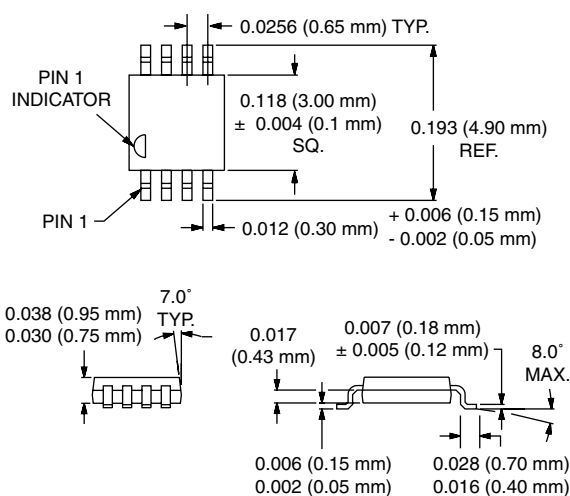 0.0256 (0.65 mm) TYP.
PIN 1
INDICATOR
0.118 (3.00 mm)
± 0.004 (0.1 mm)
SQ.
0.193 (4.90 mm)
REF.
PIN 1
0.012 (0.30 mm)
+ 0.006 (0.15 mm)
- 0.002 (0.05 mm)
0.038 (0.95 mm)
0.030 (0.75 mm)
7.0°
TYP.
0.017
(0.43 mm)
0.007 (0.18 mm)
± 0.005 (0.12 mm)
8.0°
MAX.
0.006 (0.15 mm)
0.002 (0.05 mm)
0.028 (0.70 mm)
0.016 (0.40 mm)